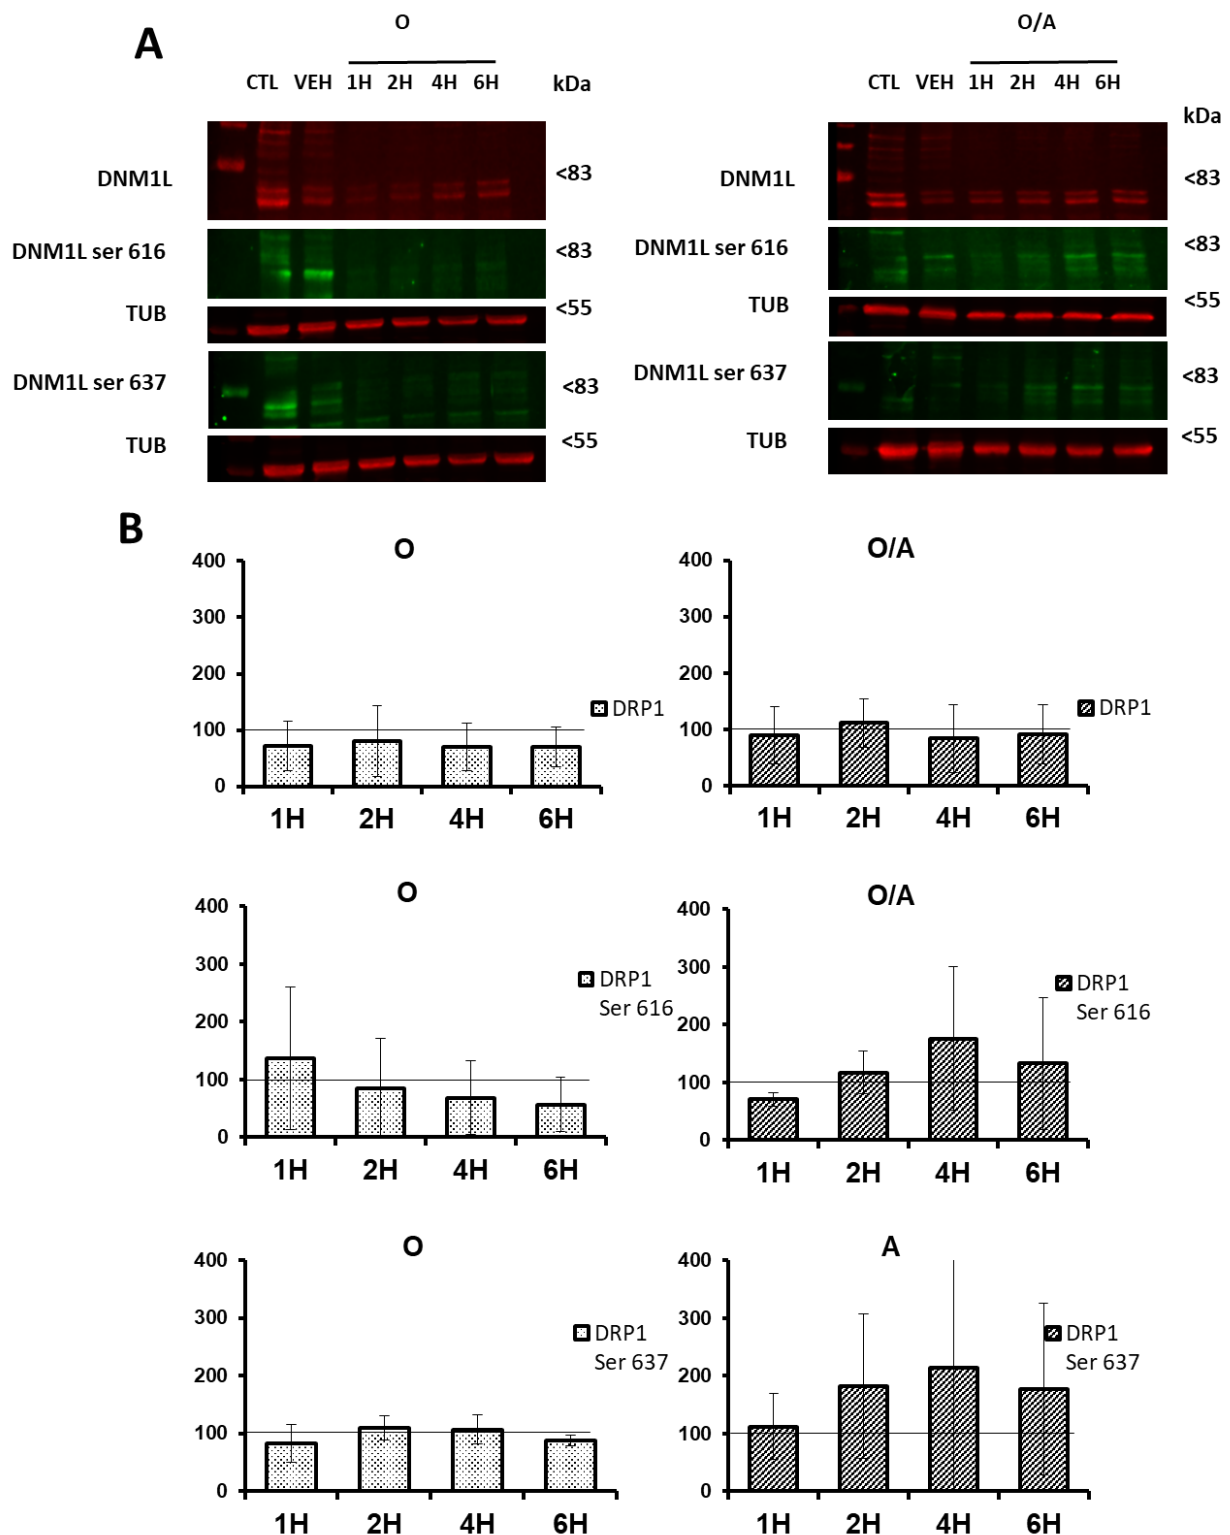 A
O
CTL VEH 1H 2H 4H 6H kDa
DNM1L <83
DNM1L ser 616 <83
TUB <55
DNM1L ser 637 <83
TUB <55
O/A
CTL VEH 1H 2H 4H 6H
kDa
DNM1L <83
DNM1L ser 616 <83
TUB <55
DNM1L ser 637 <83
TUB <55
B
O
400
300
200
100
0
1H 2H 4H 6H
DRP1
O/A
400
300
200
100
0
1H 2H 4H 6H
DRP1
O
400
300
200
100
0
1H 2H 4H 6H
DRP1
Ser 616
O/A
400
300
200
100
0
1H 2H 4H 6H
DRP1
Ser 616
O
400
300
200
100
0
1H 2H 4H 6H
DRP1
Ser 637
A
400
300
200
100
0
1H 2H 4H 6H
DRP1
Ser 637